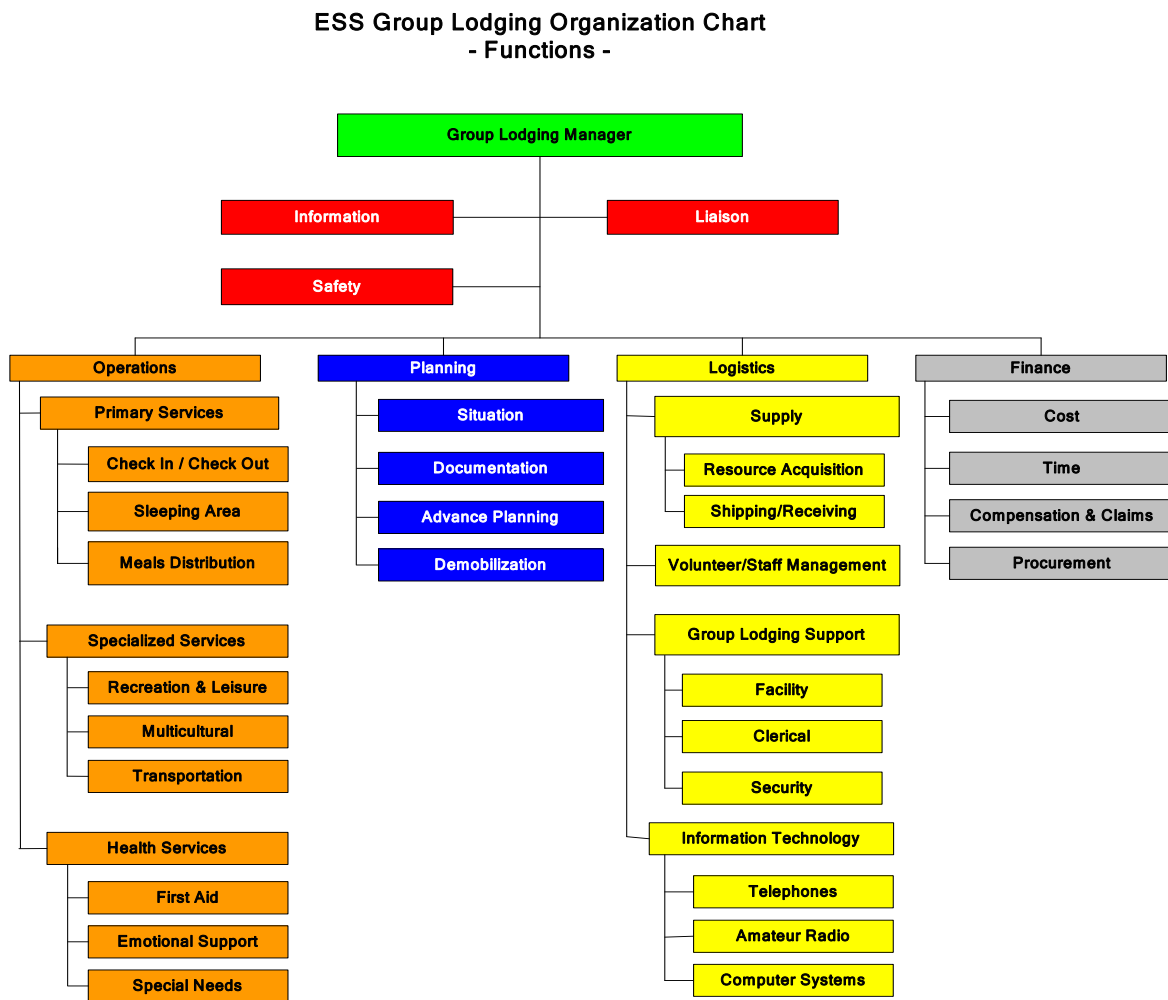 ESS Group Lodging Organization Chart
- Functions -
Group Lodging Manager
Information
Liaison
Safety
Operations
Primary Services
Check In / Check Out
Sleeping Area
Meals Distribution
Specialized Services
Recreation & Leisure
Multicultural
Transportation
Health Services
First Aid
Emotional Support
Special Needs
Planning
Situation
Documentation
Advance Planning
Demobilization
Logistics
Supply
Resource Acquisition
Shipping/Receiving
Volunteer/Staff Management
Group Lodging Support
Facility
Clerical
Security
Information Technology
Telephones
Amateur Radio
Computer Systems
Finance
Cost
Time
Compensation & Claims
Procurement